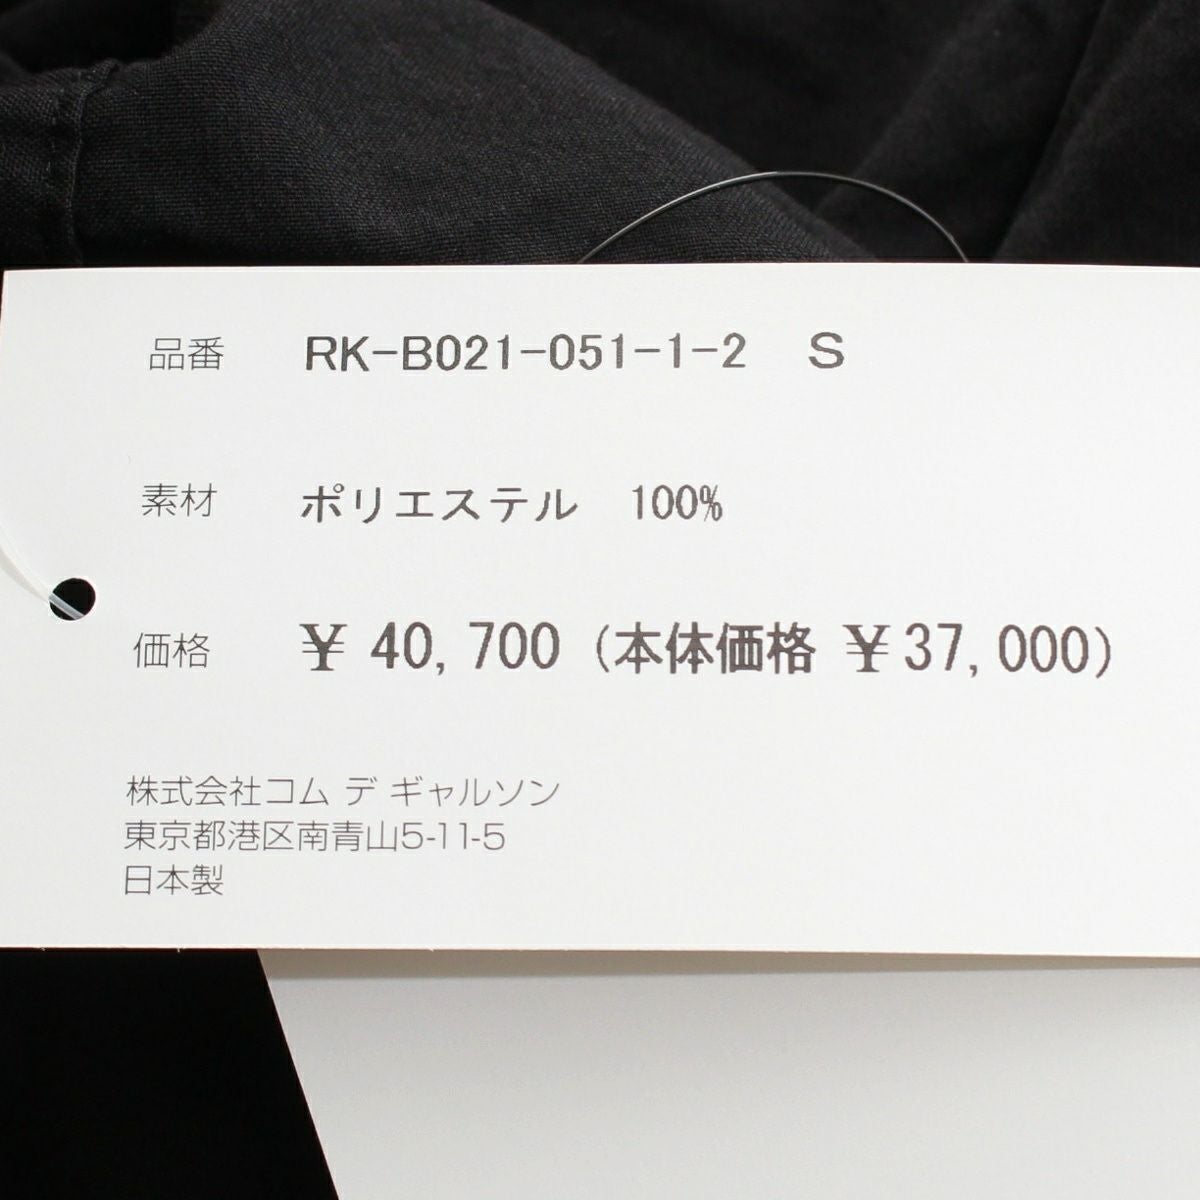 品番 RK-B021-051-1-2 S
素材 ポリエステル 100%
価格 ¥ 40,700 (本体価格 ¥37,000)
株式会社コム デ ギャルソン
東京都港区南青山5-11-5
日本製